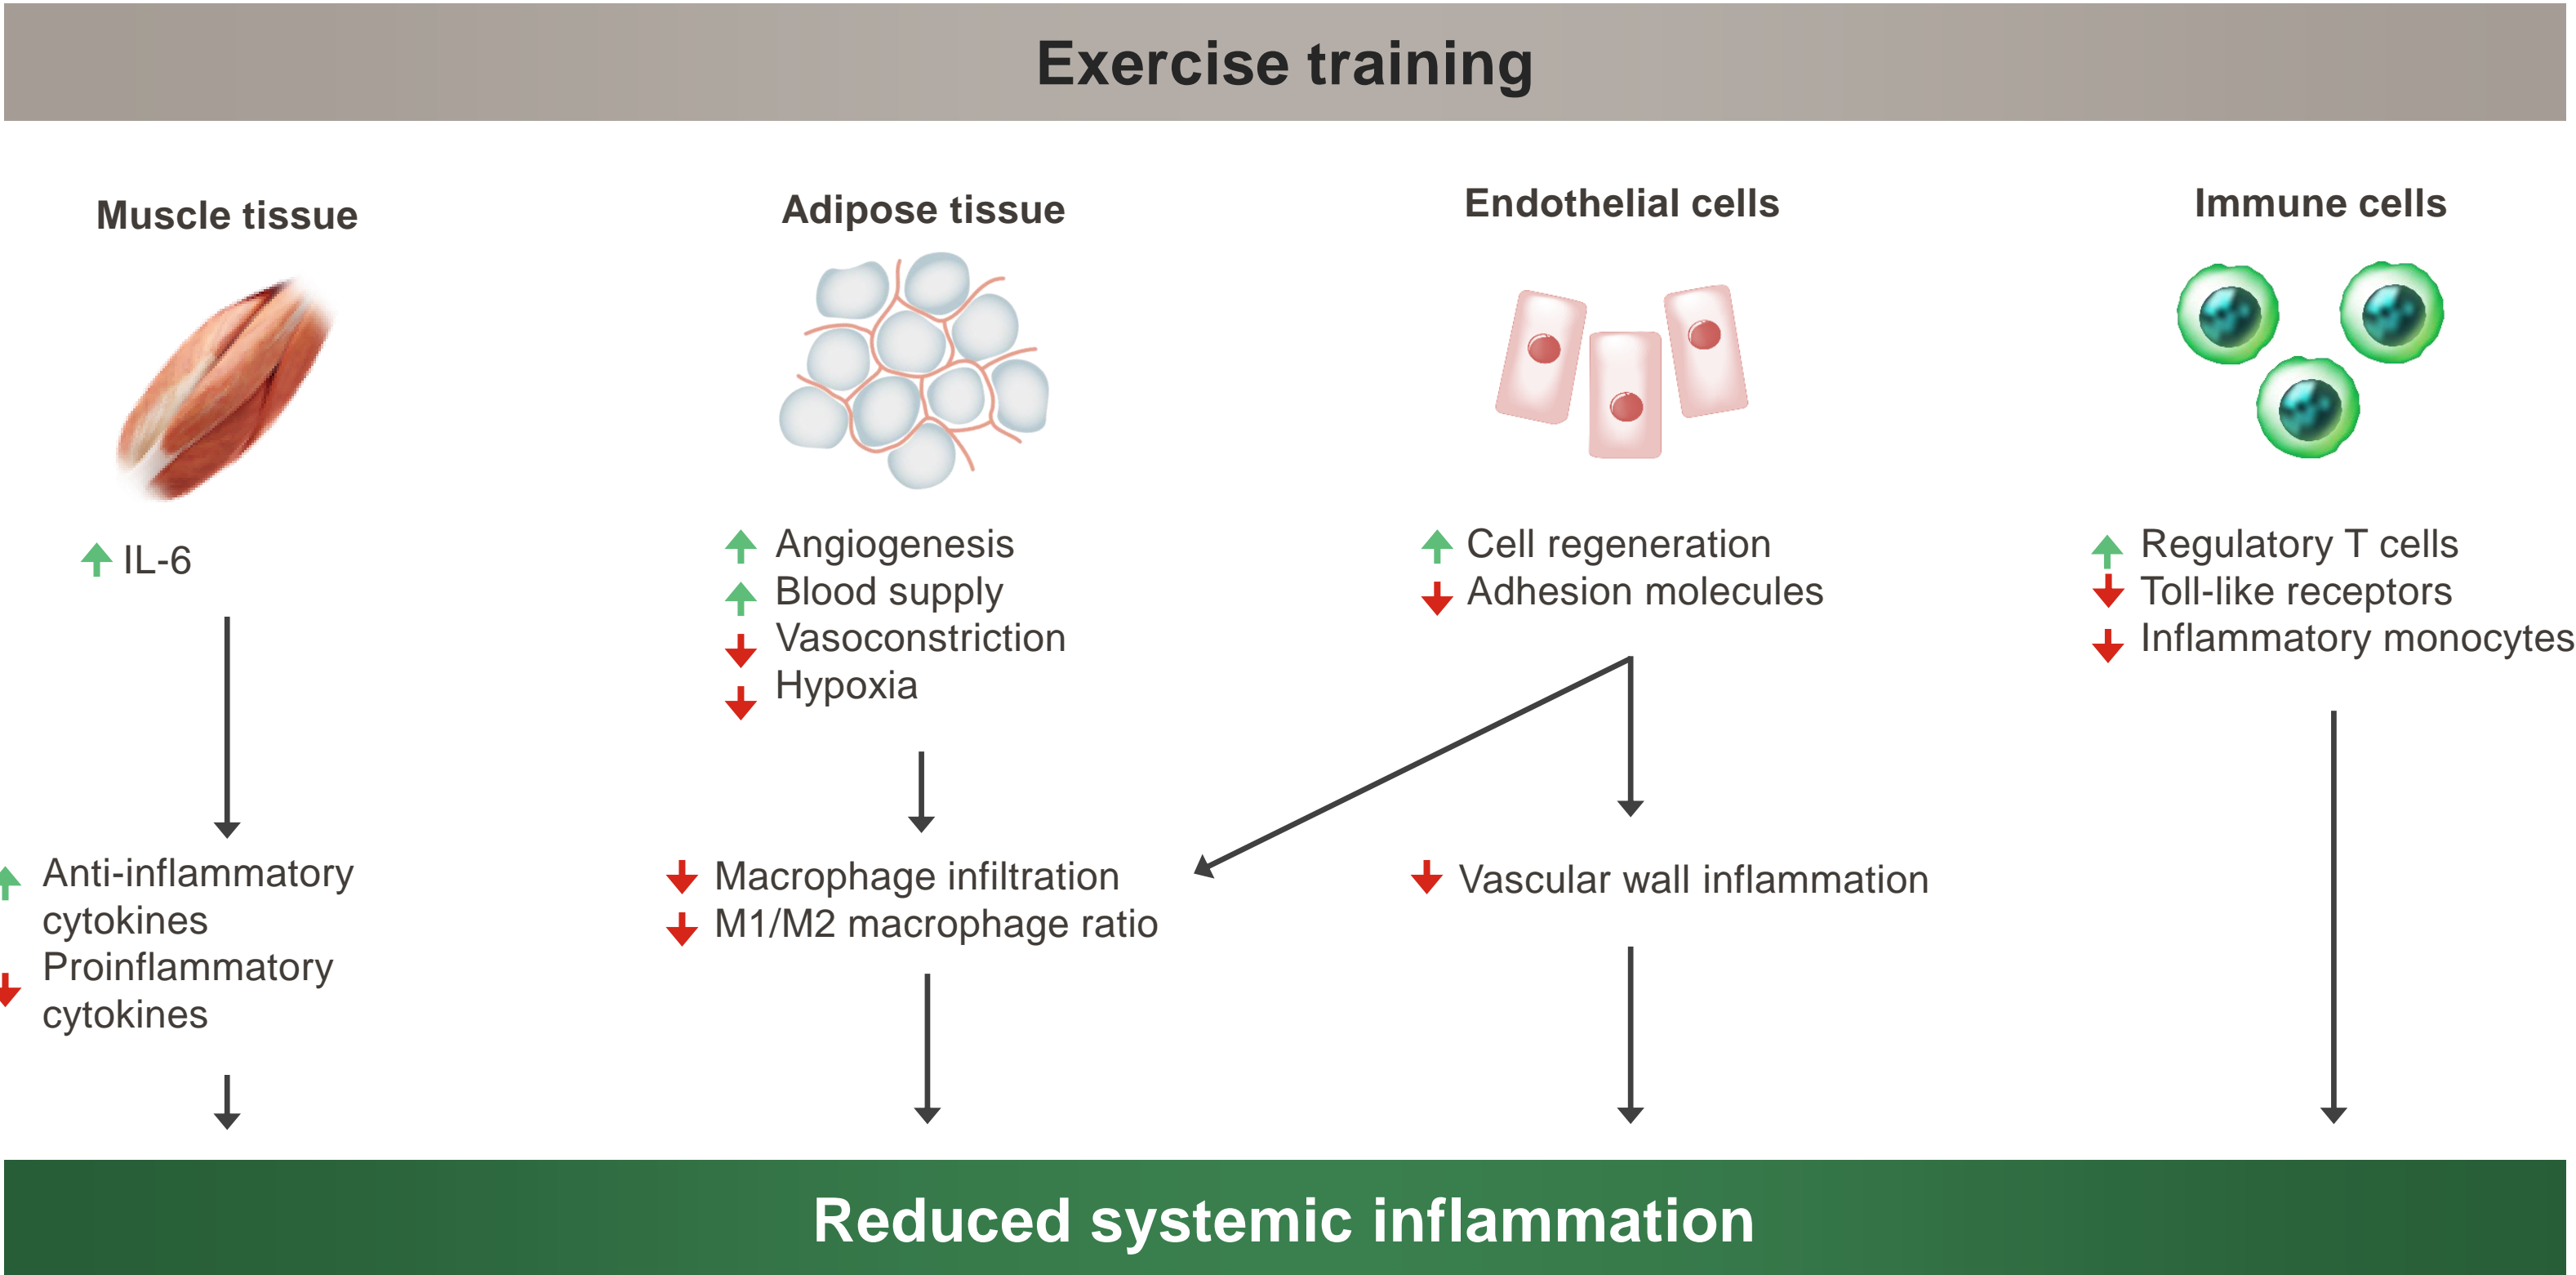 Exercise training
Muscle tissue
IL-6
Anti-inflammatory
cytokines
Proinflammatory
cytokines
Adipose tissue
Angiogenesis
Blood supply
Vasoconstriction
Hypoxia
Macrophage infiltration
M1/M2 macrophage ratio
Endothelial cells
Cell regeneration
Adhesion molecules
Vascular wall inflammation
Immune cells
Regulatory T cells
Toll-like receptors
Inflammatory monocytes
Reduced systemic inflammation